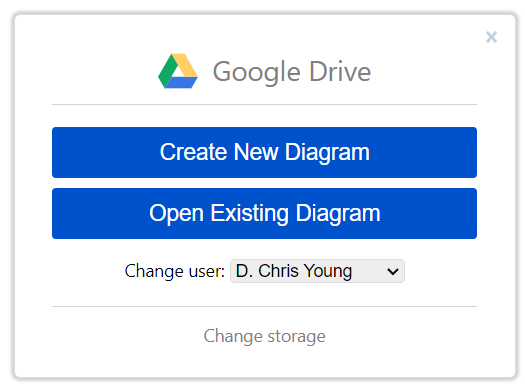 ×
Google Drive
Create New Diagram
Open Existing Diagram
Change user: D. Chris Young
Change storage